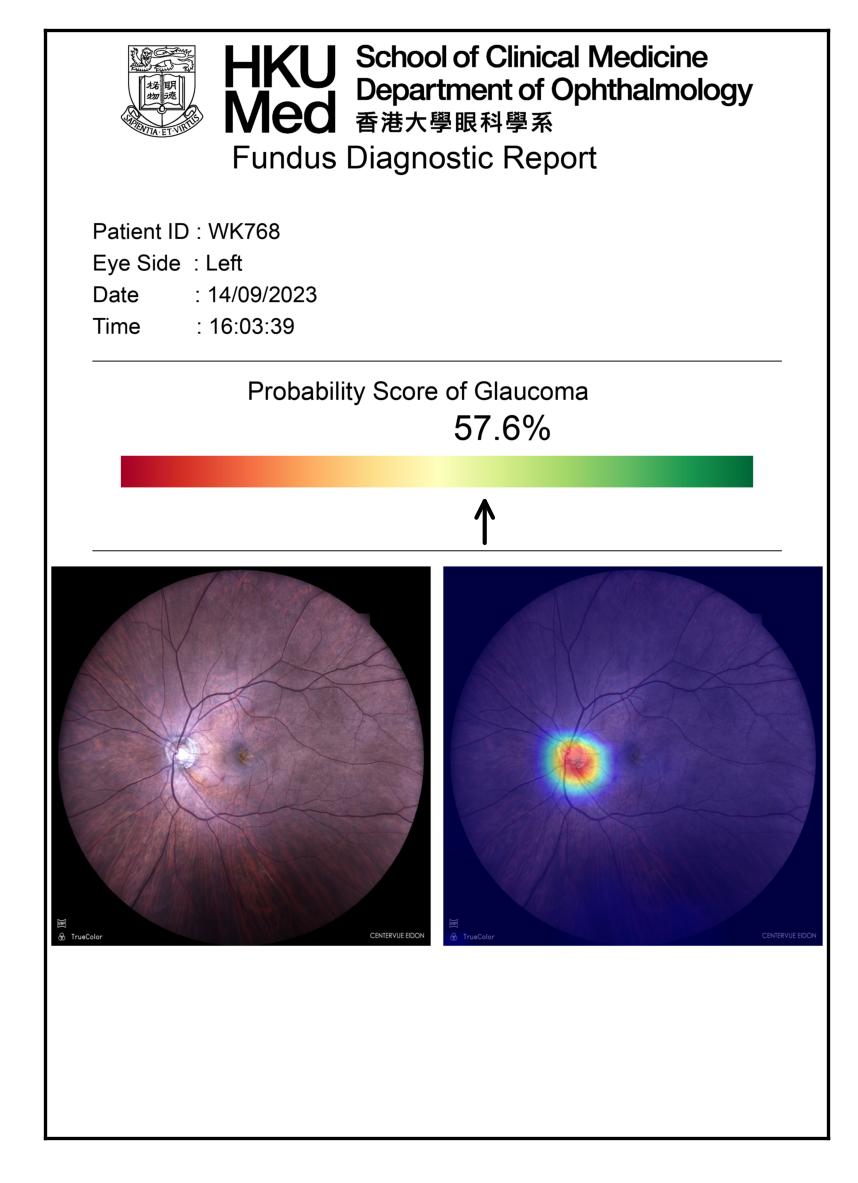 HKU
Med
School of Clinical Medicine
Department of Ophthalmology
香港大學眼科學系
明德
格物
SAPIENTIA·ET·VIRTUS
Fundus Diagnostic Report
Patient ID : WK768
Eye Side : Left
Date : 14/09/2023
Time : 16:03:39
Probability Score of Glaucoma
57.6%
TrueColor
CENTERVUE EIDON
TrueColor
CENTERVUE EIDON